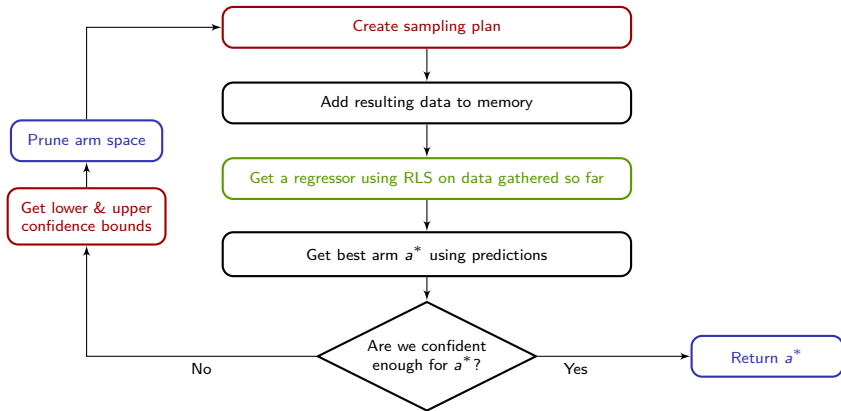 Create sampling plan
Add resulting data to memory
Prune arm space
Get a regressor using RLS on data gathered so far
Get lower & upper
confidence bounds
Get best arm a* using predictions
Are we confident
enough for a*?
No
Yes
Return a*